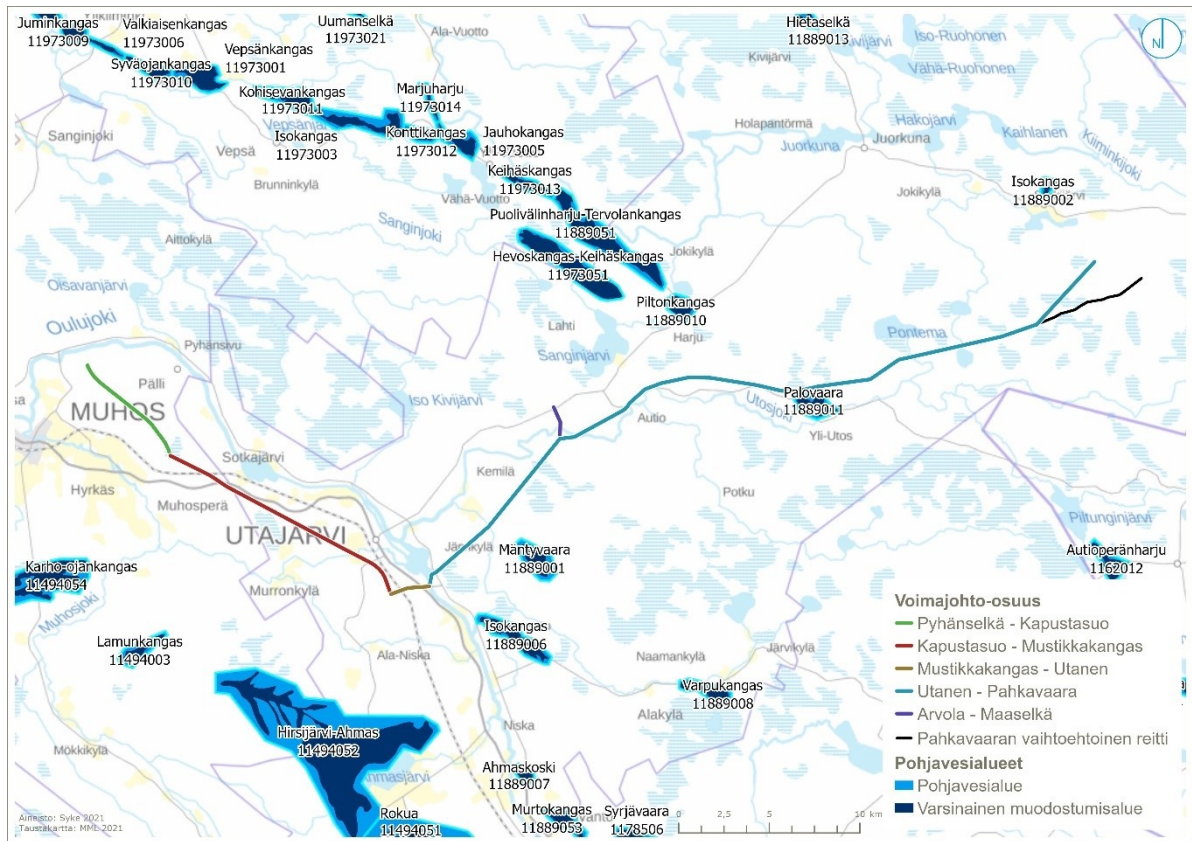 Juminkangas
11973009
Valkiaisenkangas
11973006
Uumanselkä
11973021
Ala-Vuotto
Hietaselkä
11889013
Kivijärvi
Iso-Ruohonen
Vähä-Ruohonen
Vepsänkangas
11973001
Syväojankangas
11973010
Kohisevankangas
11973011
Marjuharju
11973014
Isokangas
11973003
Konttikangas
11973012
Jauhokangas
11973005
Sanginjoki
Vepsä
Brunninkylä
Holapantörmä
Juorkuna
Juorkuna
Hakojärvi
Kaihlanen
Kiiminkijoki
Keihäskangas
11973013
Vähä-Vuotto
Puolivälinharju-Tervolankangas
11889051
Jokikylä
Isokangas
11889002
Sanginjoki
Aittokylä
Hevoskangas-Keihäskangas
11973051
Jokikylä
Piltonkangas
11889010
Oisavanjärvi
Oulujoki
Pyhänsivu
Lahti
Harju
Sanginjärvi
Pontema
Pälli
MUHOS
Iso Kivijärvi
Palovaara
11889011
Utosjoki
Autio
Yli-Utos
Sotkajärvi
Kemilä
Hyrkäs
Muhosperä
Potku
UTAJÄRVI
Piltunginjärvi
Mäntyvaara
11889001
Autioperänharju
1162012
Karho-ojankangas
11494054
Murronkylä
Muhosjoki
Isokangas
11889006
Lamunkangas
11494003
Ala-Niska
Naamankylä
Järvikylä
Varpukangas
11889008
Alakylä
Hirsijärvi-Ahmas
11494052
Niska
Mökkikylä
Ahmaskoski
11889007
Rokua
11494051
Murtokangas
11889053
Syrjävaara
1178506
Voimajohto-osuus
Pyhänselkä - Kapustasuo
Kapustasuo - Mustikkakangas
Mustikkakangas - Utanen
Utanen - Pahkavaara
Arvola - Maaselkä
Pahkavaaran vaihtoehtoinen reitti
Pohjavesialueet
Pohjavesialue
Varsinainen muodostumisalue
0 2,5 5 10 km
Aineisto: Syke 2021
Taustakartta: MML 2021
N